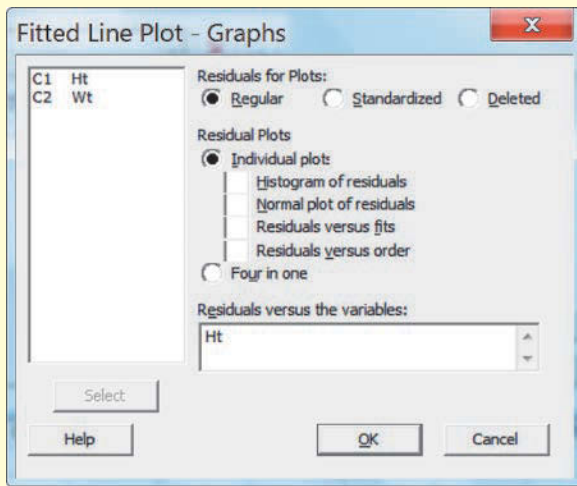 Fitted Line Plot - Graphs
C1 Ht
C2 Wt
Residuals for Plots:
Regular Standardized Deleted
Residual Plots
Individual plots
Histogram of residuals
Normal plot of residuals
Residuals versus fits
Residuals versus order
Four in one
Residuals versus the variables:
Ht
Select
Help OK Cancel